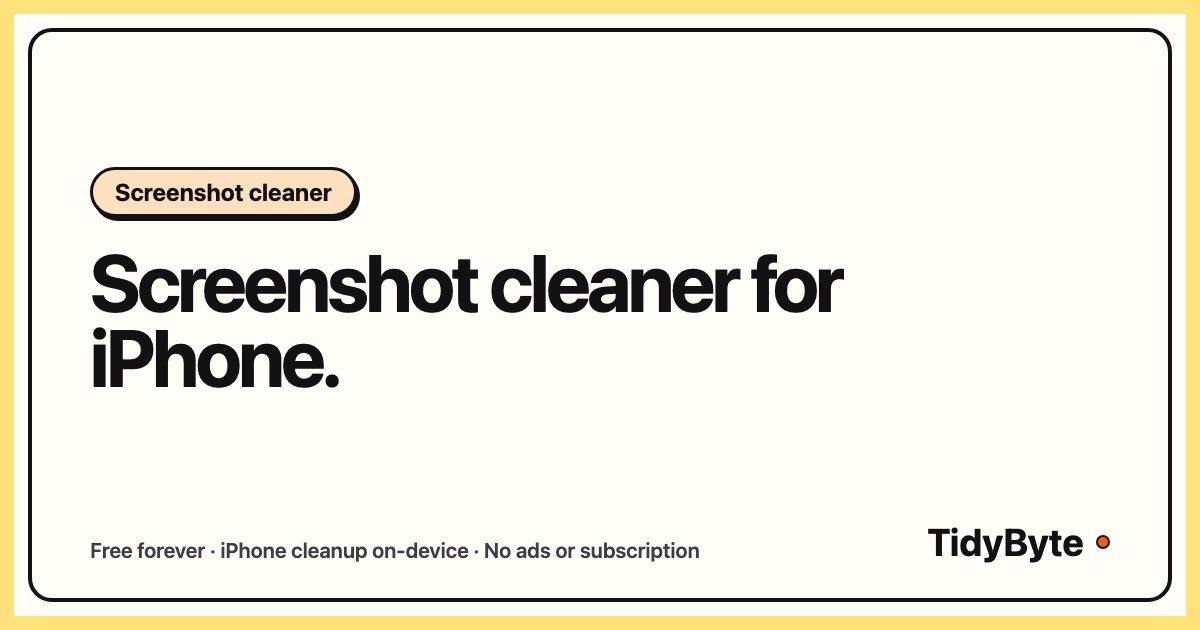 Screenshot cleaner
Screenshot cleaner for
iPhone.
Free forever · iPhone cleanup on-device · No ads or subscription
TidyByte